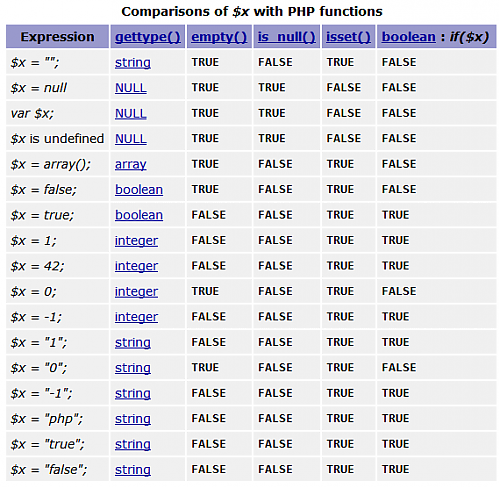 Comparisons of $x with PHP functions
Expression gettype() empty() is_null() isset() boolean : if($x)
$x = ""; string TRUE FALSE TRUE FALSE
$x = null NULL TRUE TRUE FALSE FALSE
var $x; NULL TRUE TRUE FALSE FALSE
$x is undefined NULL TRUE TRUE FALSE FALSE
$x = array(); array TRUE FALSE TRUE FALSE
$x = false; boolean TRUE FALSE TRUE FALSE
$x = true; boolean FALSE FALSE TRUE TRUE
$x = 1; integer FALSE FALSE TRUE TRUE
$x = 42; integer FALSE FALSE TRUE TRUE
$x = 0; integer TRUE FALSE TRUE FALSE
$x = -1; integer FALSE FALSE TRUE TRUE
$x = "1"; string FALSE FALSE TRUE TRUE
$x = "0"; string TRUE FALSE TRUE FALSE
$x = "-1"; string FALSE FALSE TRUE TRUE
$x = "php"; string FALSE FALSE TRUE TRUE
$x = "true"; string FALSE FALSE TRUE TRUE
$x = "false"; string FALSE FALSE TRUE TRUE